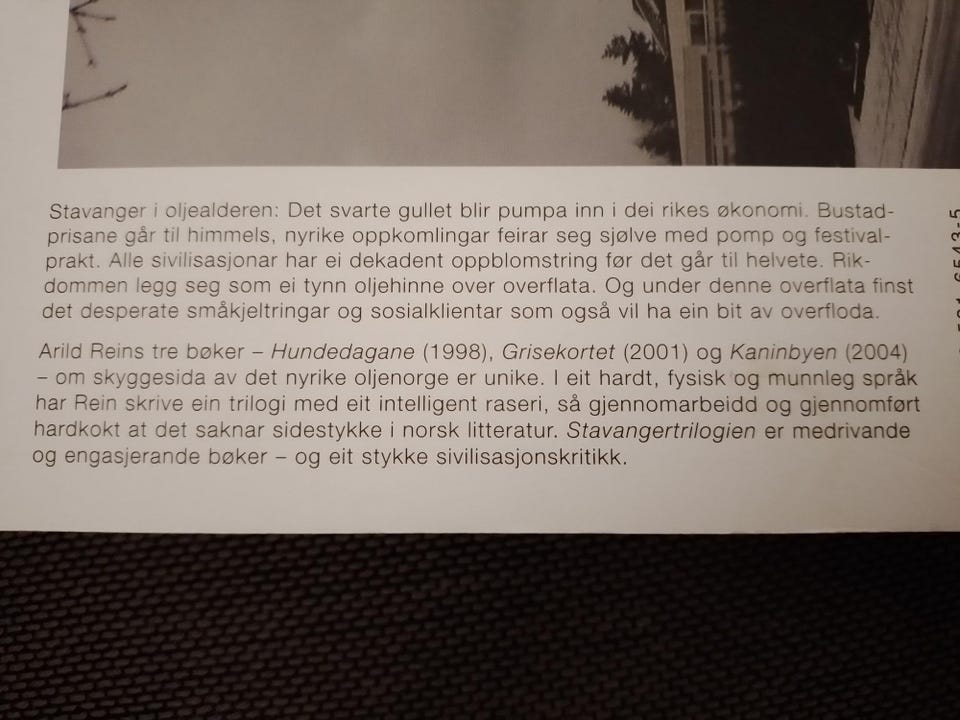 Stavanger i oljealderen: Det svarte gullet blir pumpa inn i dei rikes økonomi. Bustad-
prisane går til himmels, nyrike oppkomlingar feirar seg sjølve med pomp og festival-
prakt. Alle sivilisasjonar har ei dekadent oppblomstring før det går til helvete. Rik-
dommen legg seg som ei tynn oljehinne over overflata. Og under denne overflata finst
det desperate småkjeltringar og sosialklientar som også vil ha ein bit av overfloda.
Arild Reins tre bøker – Hundedagane (1998), Grisekortet (2001) og Kaninbyen (2004)
– om skyggesida av det nyrike oljenorge er unike. I eit hardt, fysisk og munnleg språk
har Rein skrive ein trilogi med eit intelligent raseri, så gjennomarbeidd og gjennomført
hardkokt at det saknar sidestykke i norsk litteratur. Stavangertrilogien er medrivande
og engasjerande bøker – og eit stykke sivilisasjonskritikk.